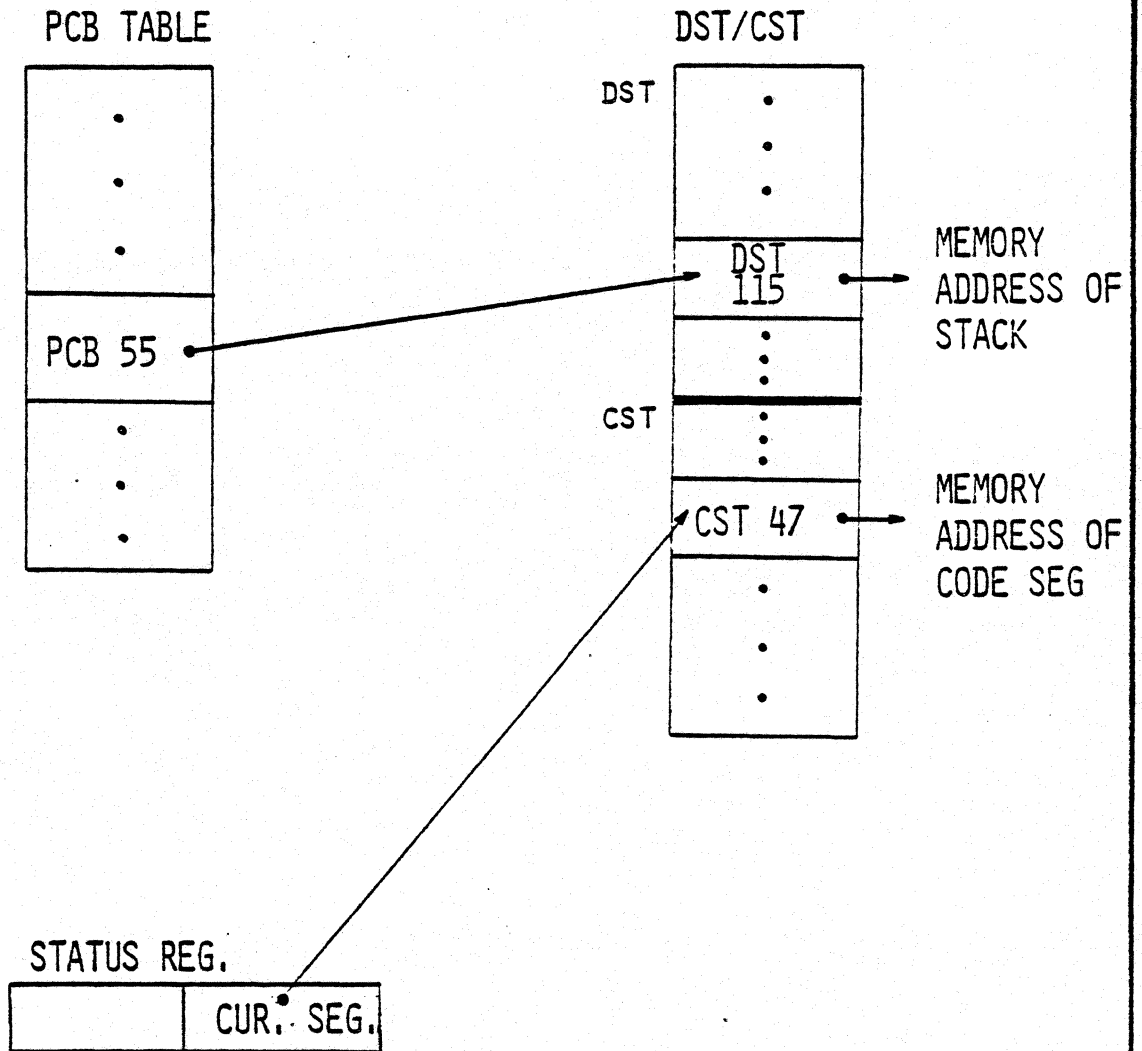 PCB TABLE
DST/CST
DST
DST
115
MEMORY
ADDRESS OF
STACK
PCB 55
CST
CST 47
MEMORY
ADDRESS OF
CODE SEG
STATUS REG.
CUR. SEG.